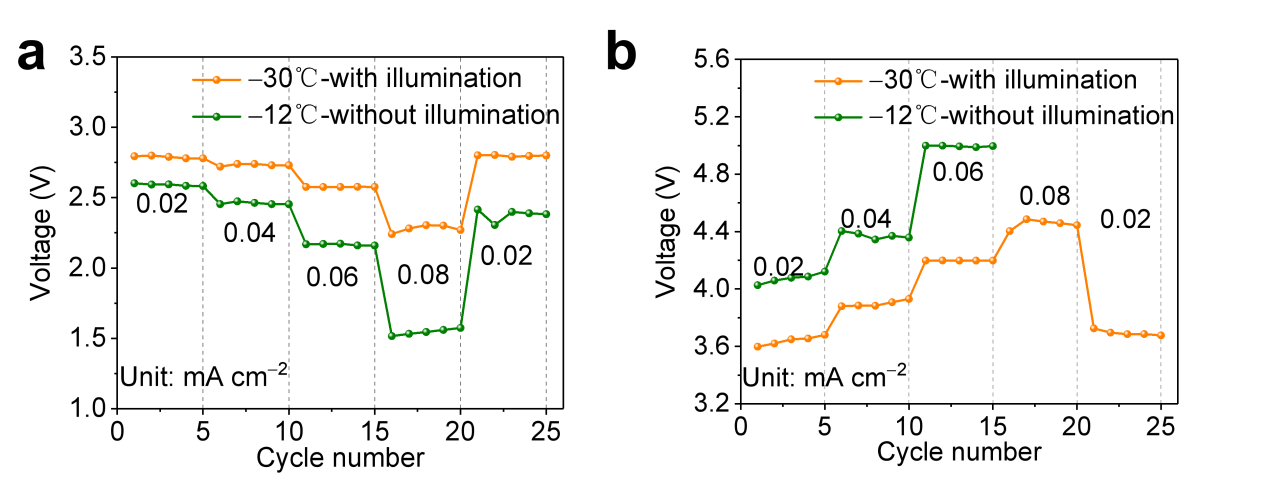 a
3.5
3.0
2.5
2.0
1.5
1.0
Voltage (V)
–30℃-with illumination
–12℃-without illumination
0.02
0.04
0.06
0.08
0.02
Unit: mA cm⁻²
0 5 10 15 20 25
Cycle number
b
5.6
5.2
4.8
4.4
4.0
3.6
3.2
Voltage (V)
–30℃-with illumination
–12℃-without illumination
0.02
0.04
0.06
0.08
0.02
Unit: mA cm⁻²
0 5 10 15 20 25
Cycle number